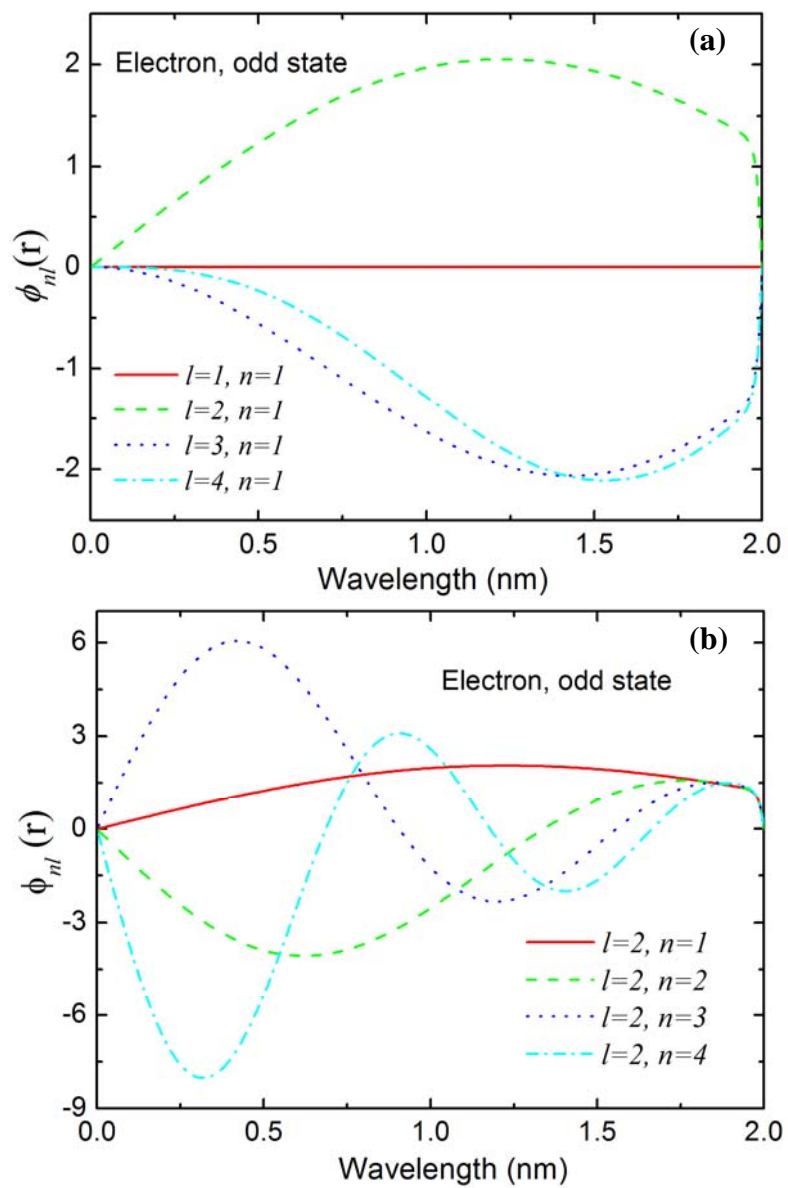 (a)
Electron, odd state
2
1
0
-1
-2
ϕnl(r)
l=1, n=1
l=2, n=1
l=3, n=1
l=4, n=1
0.0 0.5 1.0 1.5 2.0
Wavelength (nm)
(b)
Electron, odd state
6
3
0
-3
-6
-9
ϕnl (r)
l=2, n=1
l=2, n=2
l=2, n=3
l=2, n=4
0.0 0.5 1.0 1.5 2.0
Wavelength (nm)